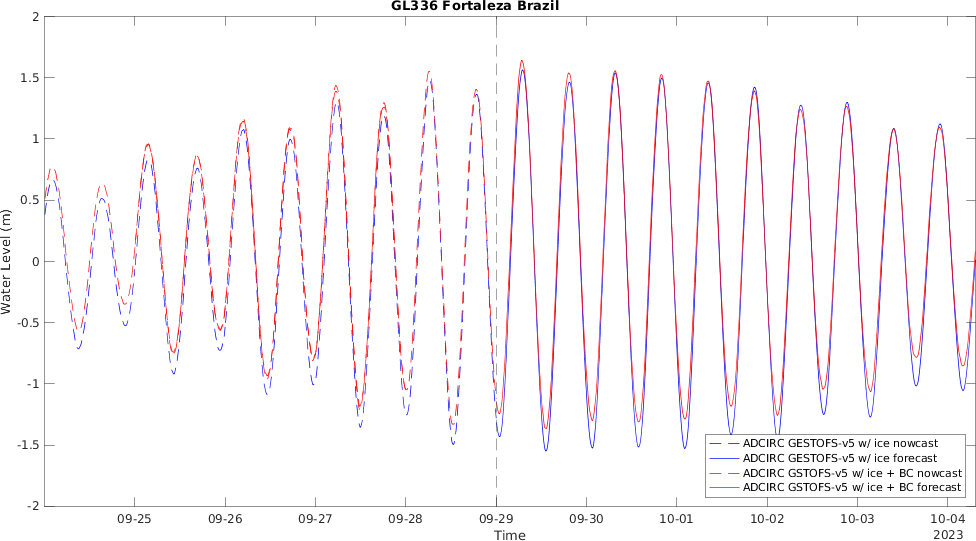 GL336 Fortaleza Brazil
2
1.5
1
0.5
0
-0.5
-1
-1.5
-2
Water Level (m)
ADCIRC GESTOFS-v5 w/ ice nowcast
ADCIRC GESTOFS-v5 w/ ice forecast
ADCIRC GSTOFS-v5 w/ ice + BC nowcast
ADCIRC GSTOFS-v5 w/ ice + BC forecast
09-25 09-26 09-27 09-28 09-29 09-30 10-01 10-02 10-03 10-04
2023
Time